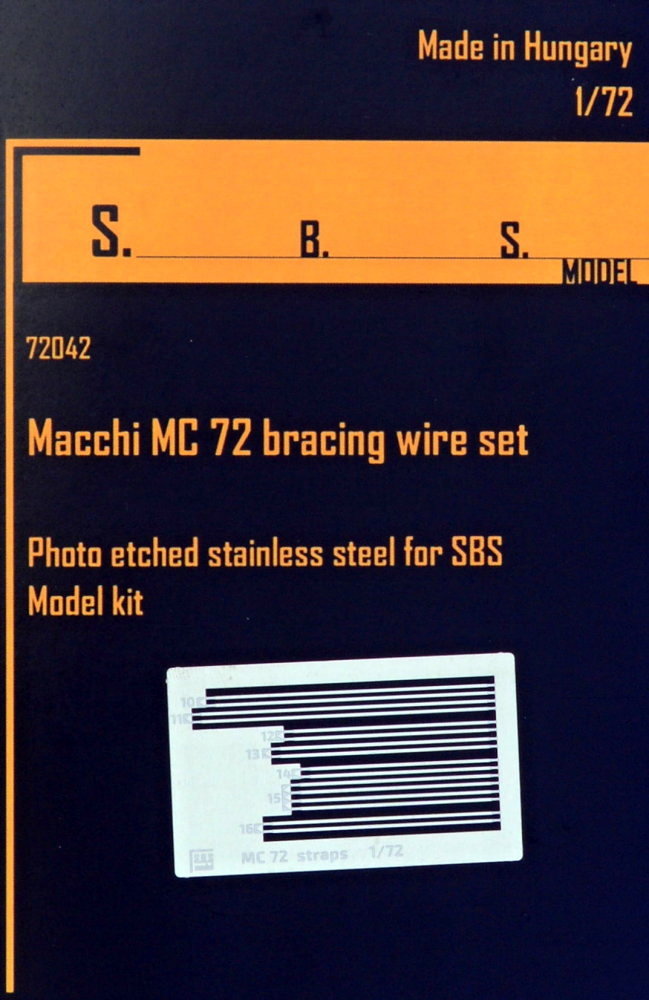 Made in Hungary
1/72
S. B. S.
MODEL
72042
Macchi MC 72 bracing wire set
Photo etched stainless steel for SBS
Model kit
10
11
12
13
14
15
16
MC 72 straps 1/72